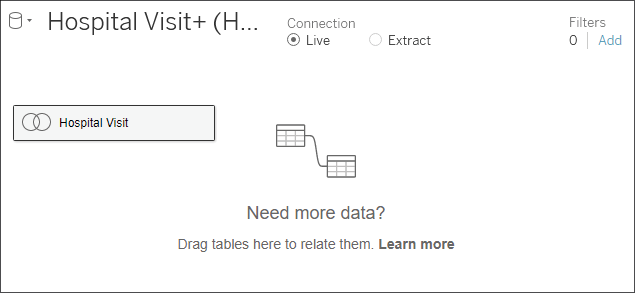 Hospital Visit+ (H...
Connection
Live
Extract
Filters
0
Add
Hospital Visit
Need more data?
Drag tables here to relate them. Learn more